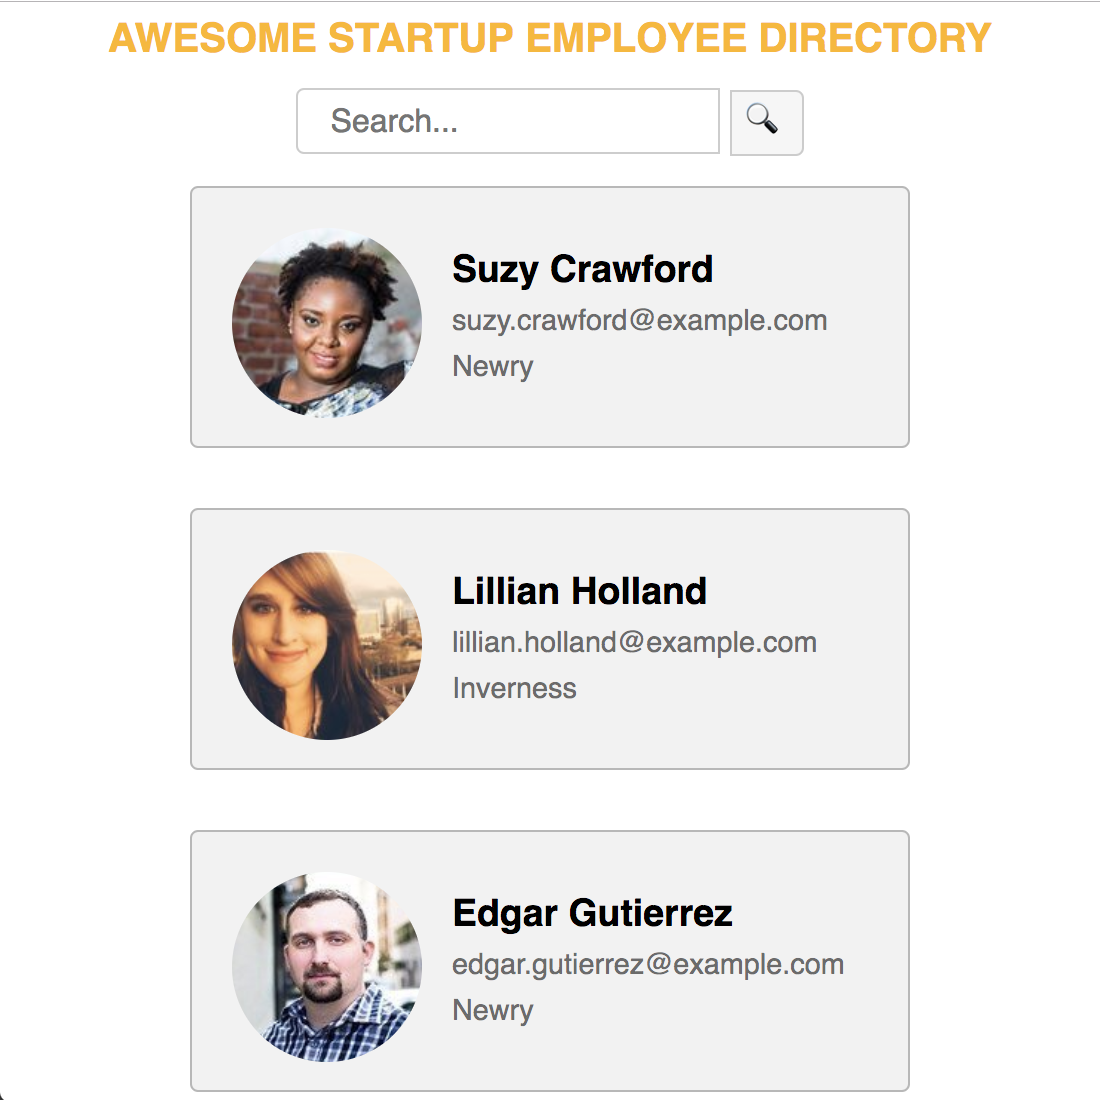 AWESOME STARTUP EMPLOYEE DIRECTORY
Search...
Suzy Crawford
suzy.crawford@example.com
Newry
Lillian Holland
lillian.holland@example.com
Inverness
Edgar Gutierrez
edgar.gutierrez@example.com
Newry